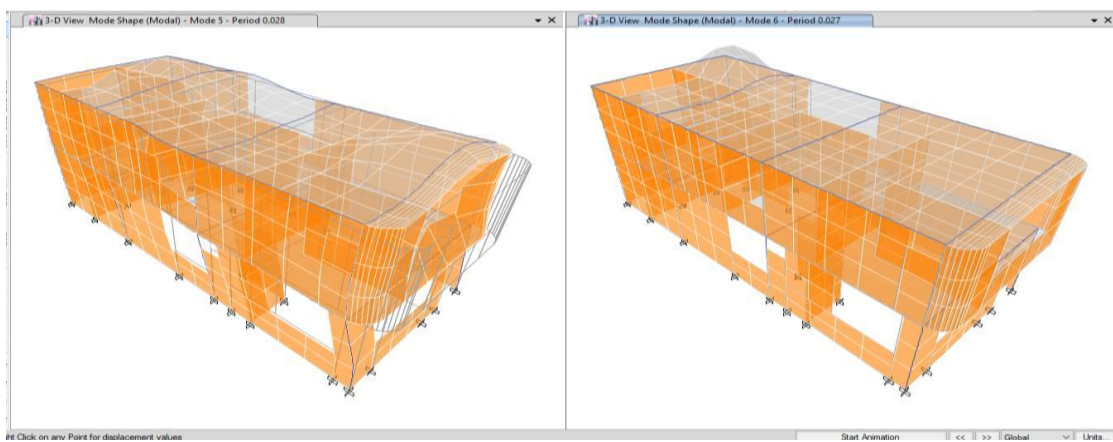 3-D View Mode Shape (Modal) - Mode 5 - Period 0.028
3-D View Mode Shape (Modal) - Mode 6 - Period 0.027
ht Click on any Point for displacement values
Start Animation << >> Global Units...